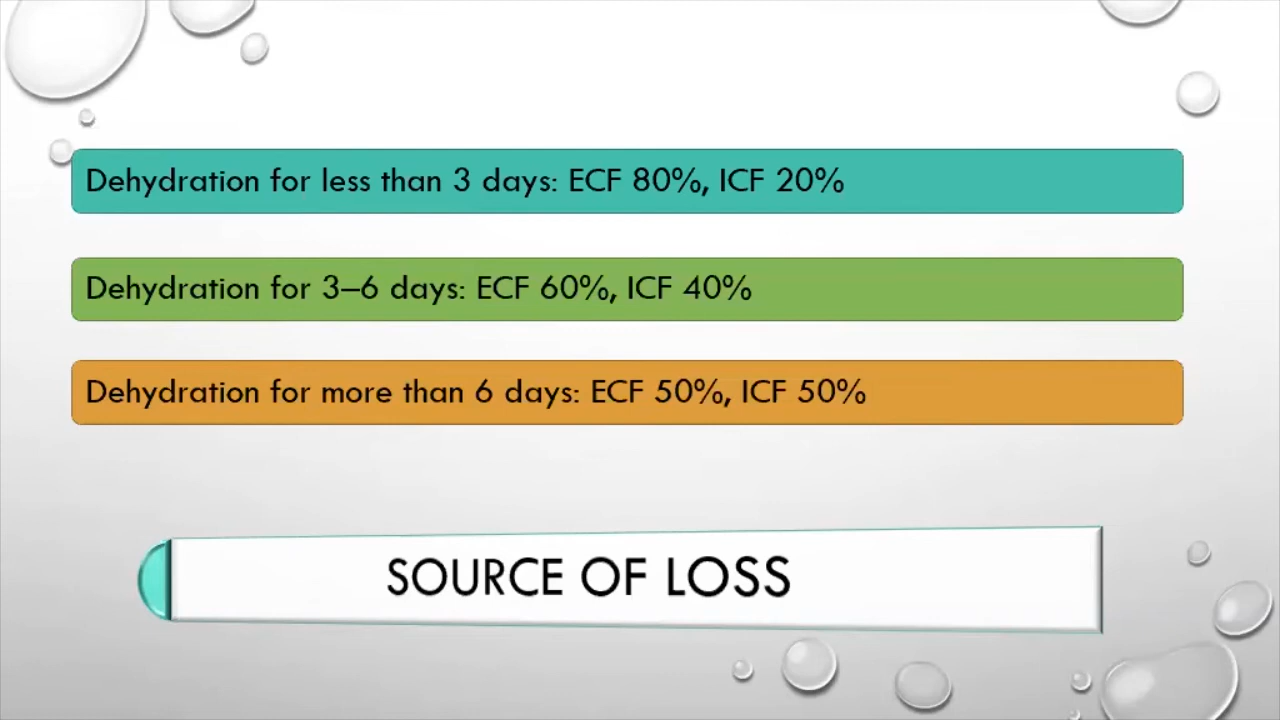 Dehydration for less than 3 days: ECF 80%, ICF 20%
Dehydration for 3–6 days: ECF 60%, ICF 40%
Dehydration for more than 6 days: ECF 50%, ICF 50%
SOURCE OF LOSS